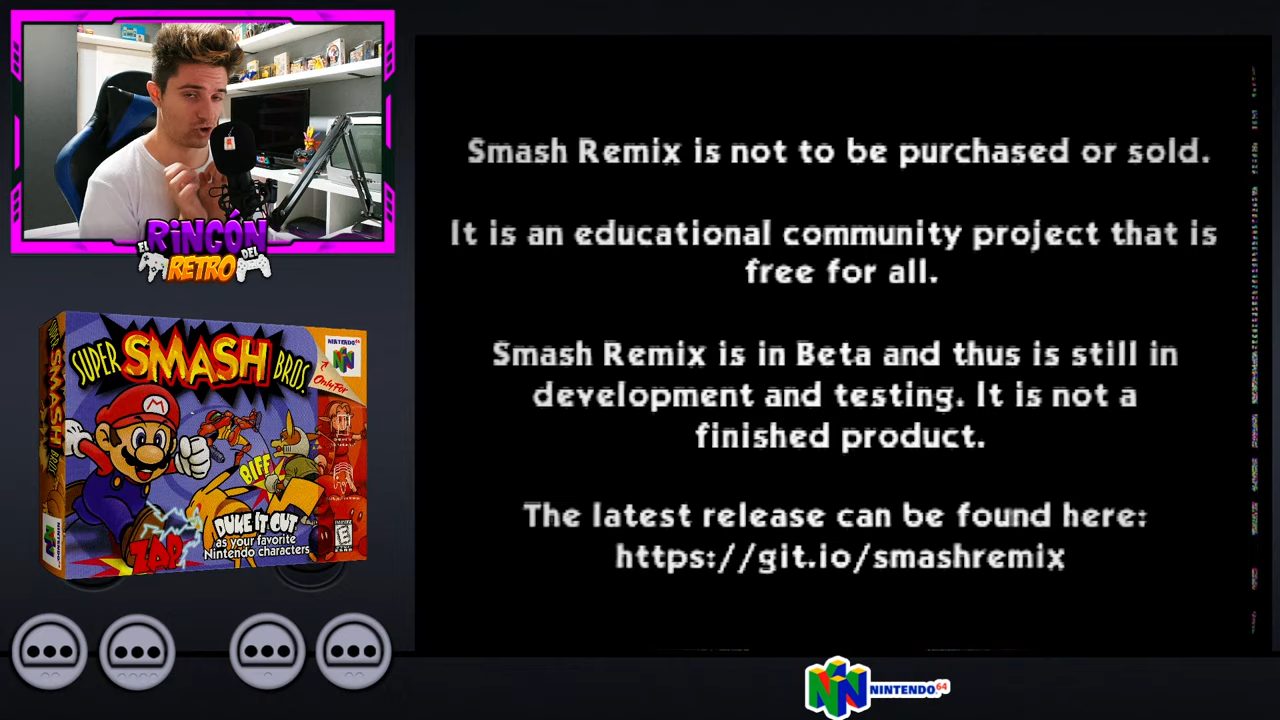 EL RINCÓN DEL
RETRO
SUPER SMASH BROS.
NINTENDO 64
Only For
BIFF
DUKE IT OUT
as your favorite
Nintendo characters
ZAP
E
Smash Remix is not to be purchased or sold.
It is an educational community project that is
free for all.
Smash Remix is in Beta and thus is still in
development and testing. It is not a
finished product.
The latest release can be found here:
https://git.io/smashremix
NINTENDO 64